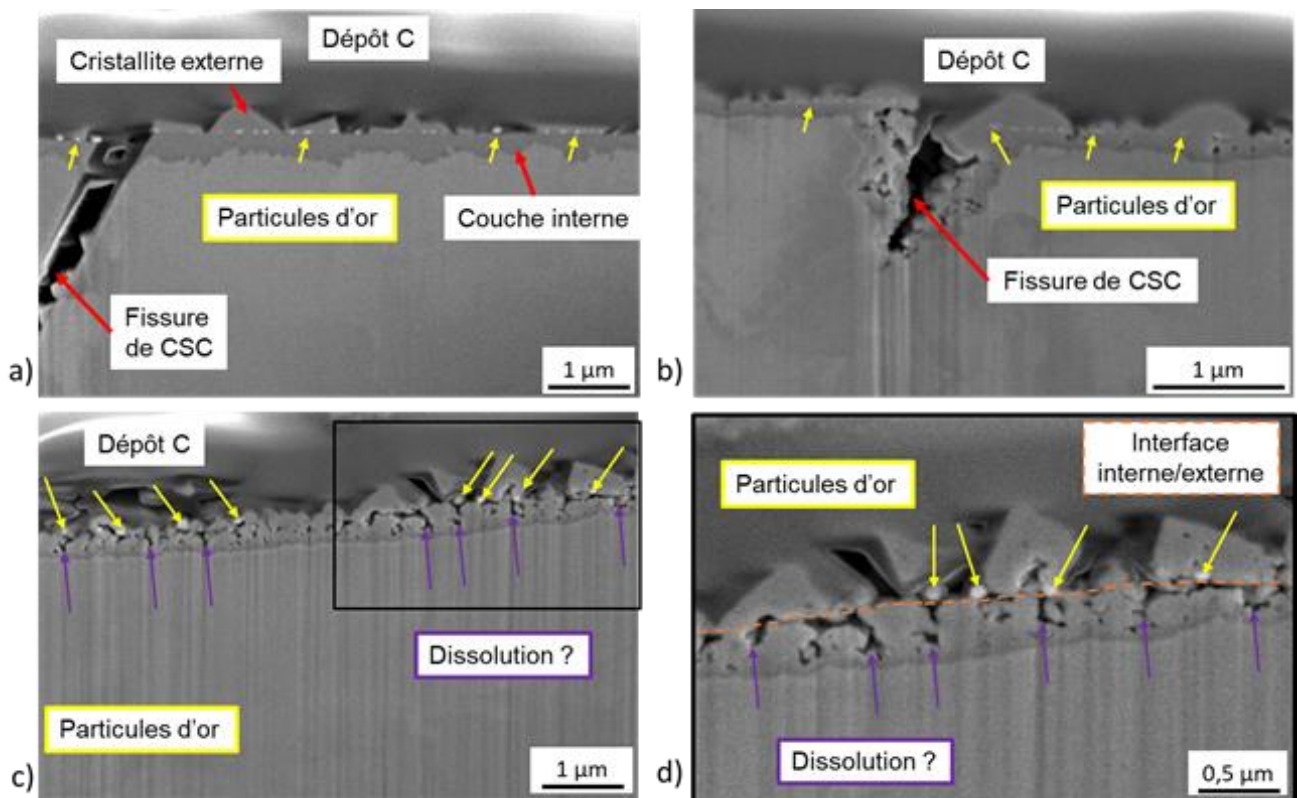 Dépôt C
Cristallite externe
Particules d'or
Couche interne
Fissure
de CSC
1 µm
a)
Dépôt C
Particules d'or
Fissure de CSC
1 µm
b)
Dépôt C
Dissolution ?
Particules d'or
1 µm
c)
Interface
interne/externe
Particules d'or
Dissolution ?
0,5 µm
d)